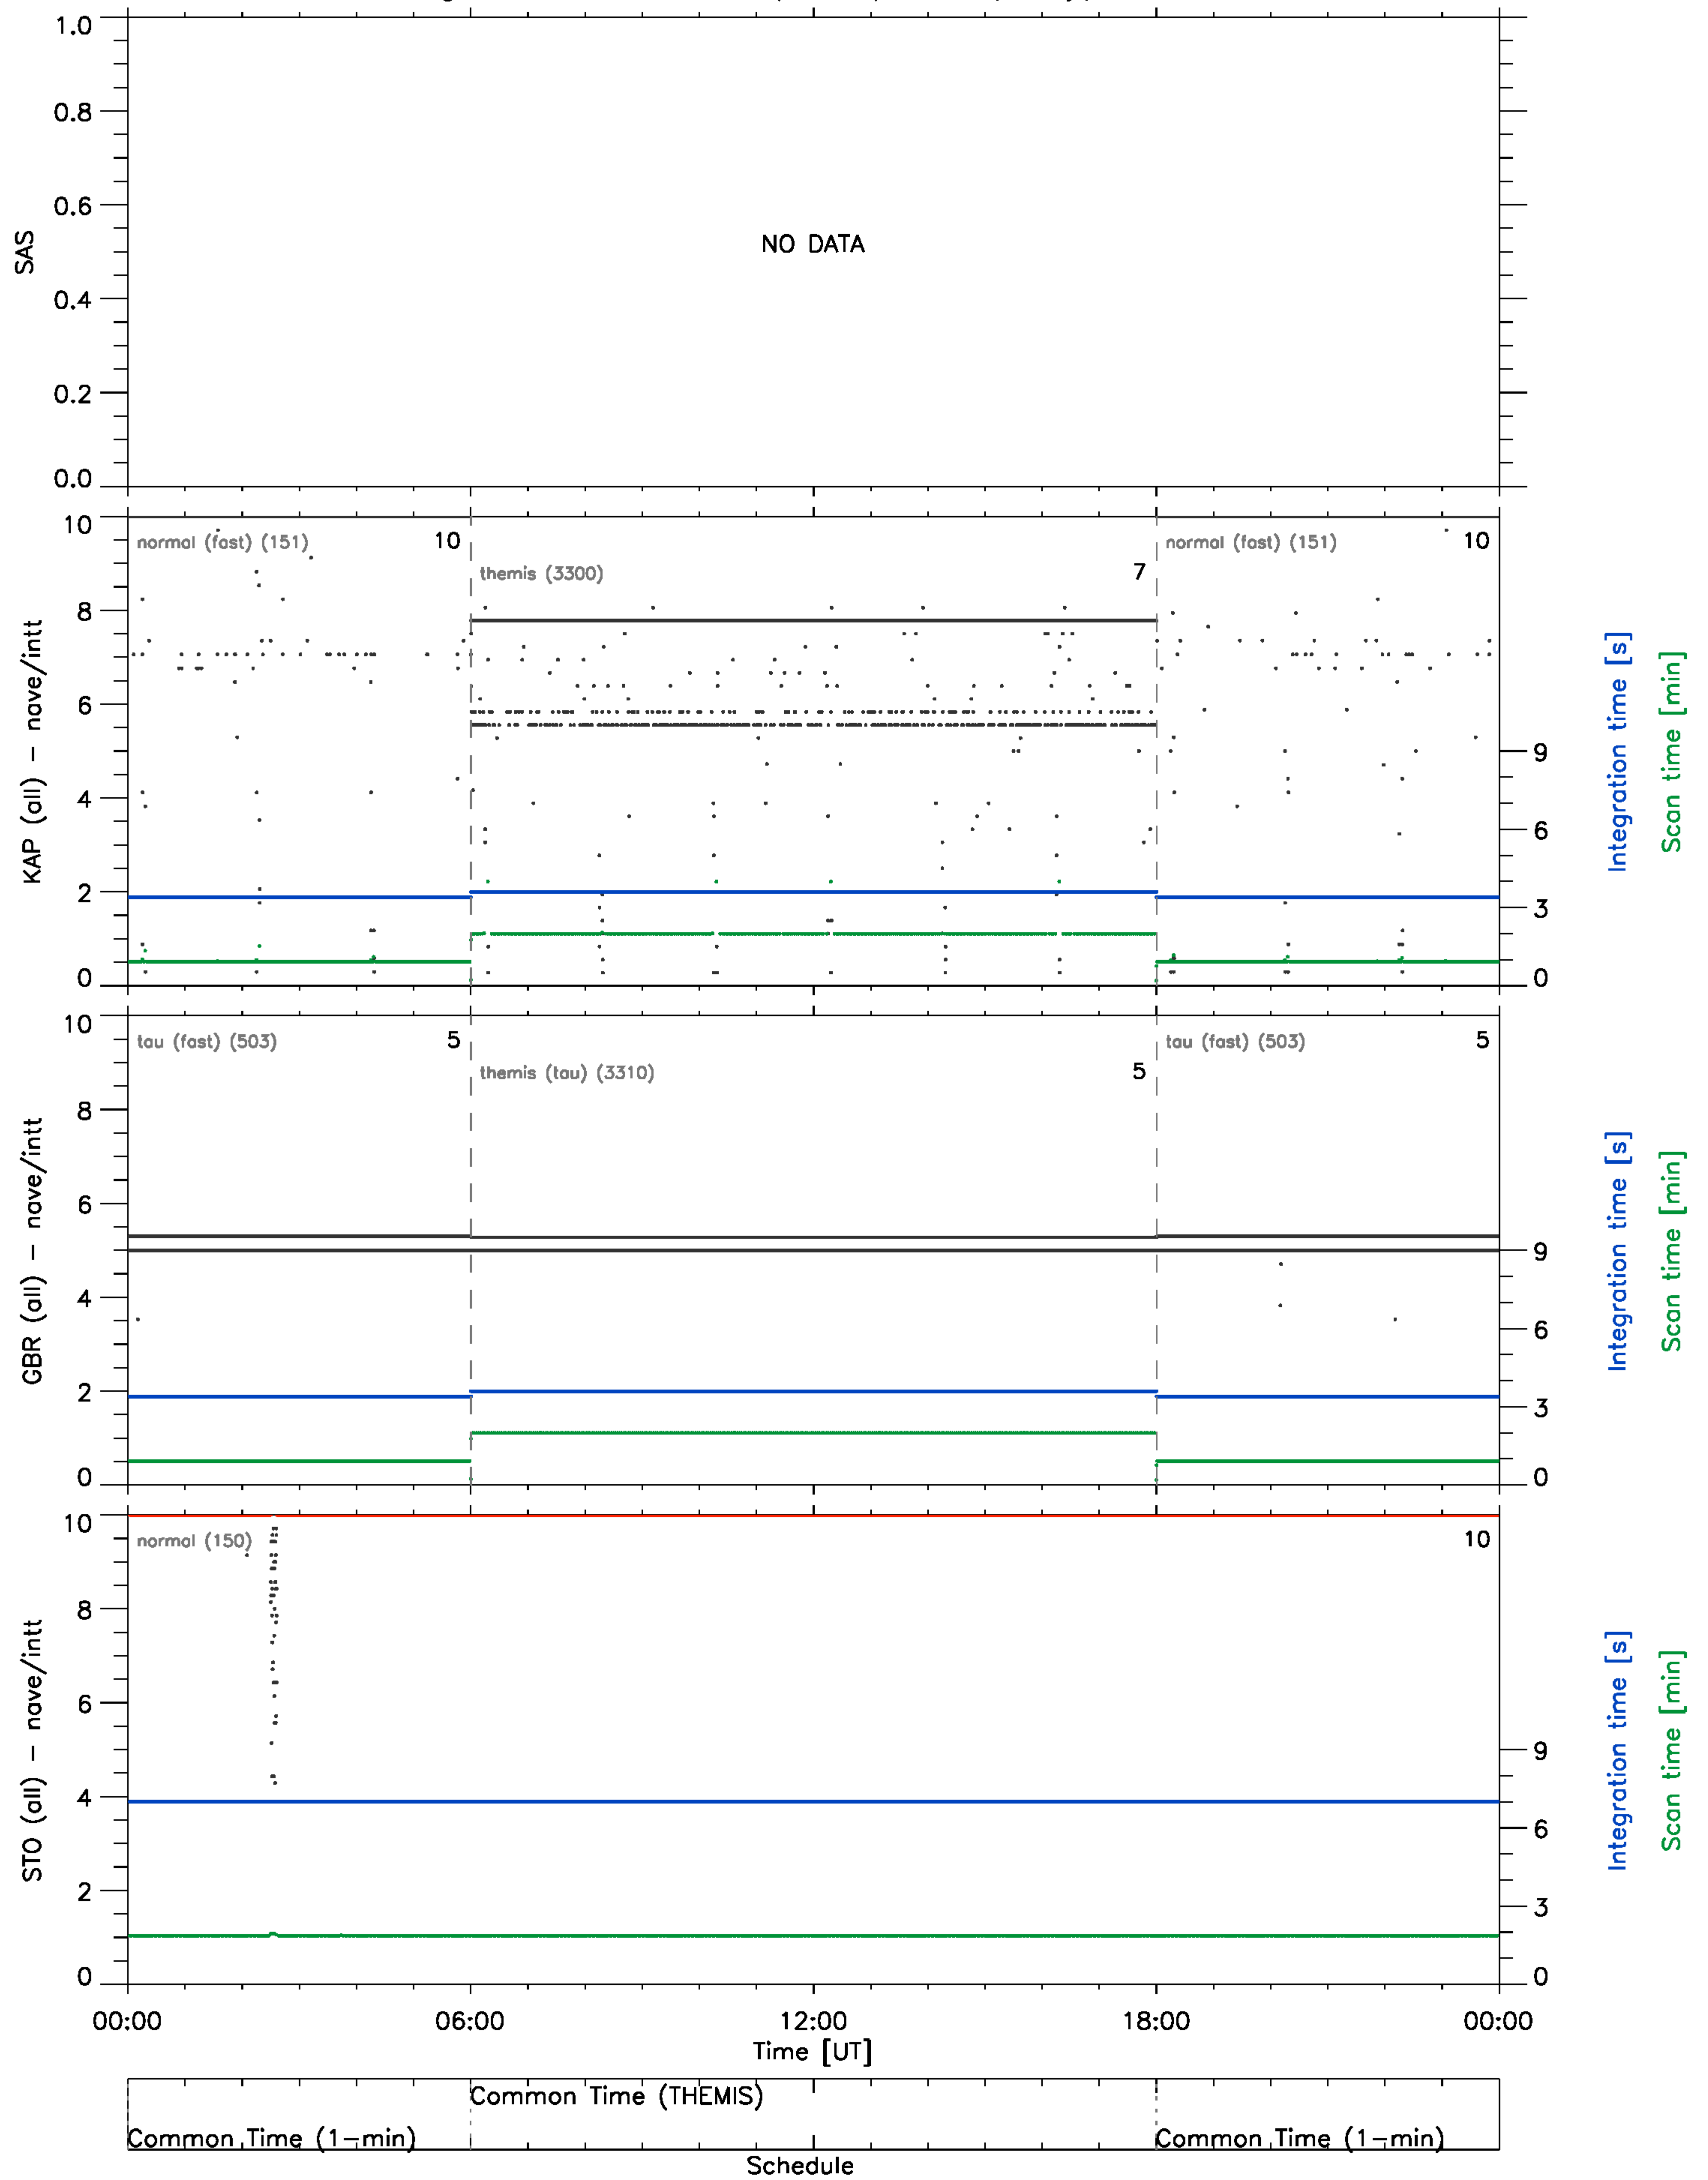 1.0
0.8
0.6
0.4
0.2
0.0
SAS
NO DATA
10
8
6
4
2
0
KAP (all) – nave/intt
normal (fast) (151)
10
themis (3300)
7
normal (fast) (151)
10
9
6
3
0
Integration time [s]
Scan time [min]
10
8
6
4
2
0
GBR (all) – nave/intt
tau (fast) (503)
5
themis (tau) (3310)
5
tau (fast) (503)
5
9
6
3
0
Integration time [s]
Scan time [min]
10
8
6
4
2
0
STO (all) – nave/intt
normal (150)
10
9
6
3
0
Integration time [s]
Scan time [min]
00:00
06:00
12:00
18:00
00:00
Time [UT]
Common Time (THEMIS)
Common Time (1–min)
Common Time (1–min)
Schedule